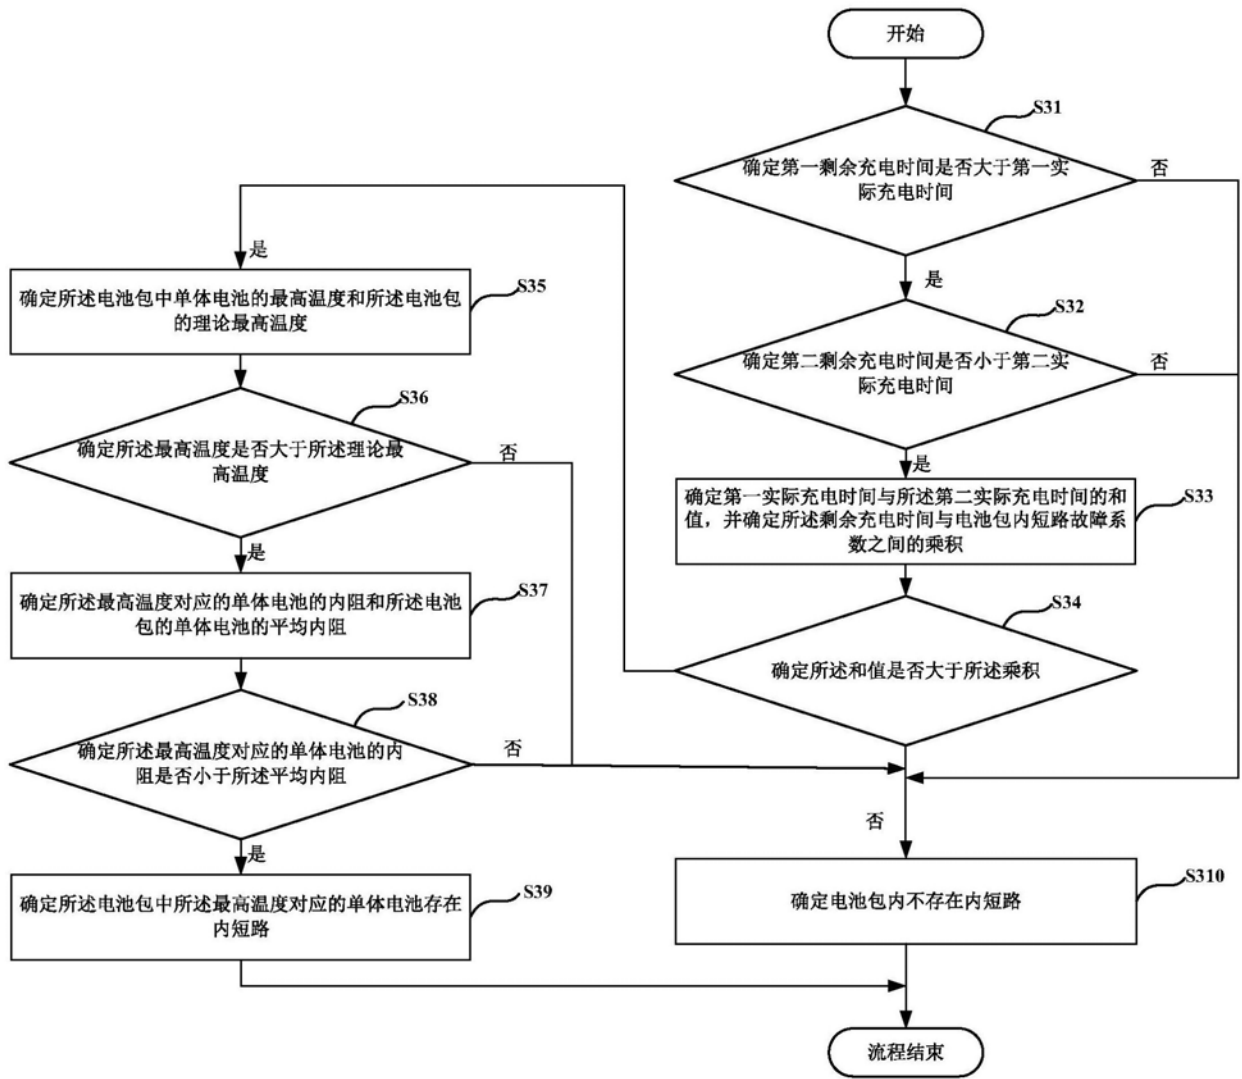 开始
S31
确定第一剩余充电时间是否大于第一实
际充电时间
否
是
S32
确定第二剩余充电时间是否小于第二实
际充电时间
否
是
S33
确定第一实际充电时间与所述第二实际充电时间的和
值，并确定所述剩余充电时间与电池包内短路故障系
数之间的乘积
S34
确定所述和值是否大于所述乘积
是
S35
确定所述电池包中单体电池的最高温度和所述电池包
的理论最高温度
S36
确定所述最高温度是否大于所述理论最
高温度
否
是
S37
确定所述最高温度对应的单体电池的内阻和所述电池
包的单体电池的平均内阻
S38
确定所述最高温度对应的单体电池的内
阻是否小于所述平均内阻
否
是
S39
确定所述电池包中所述最高温度对应的单体电池存在
内短路
否
S310
确定电池包内不存在内短路
流程结束